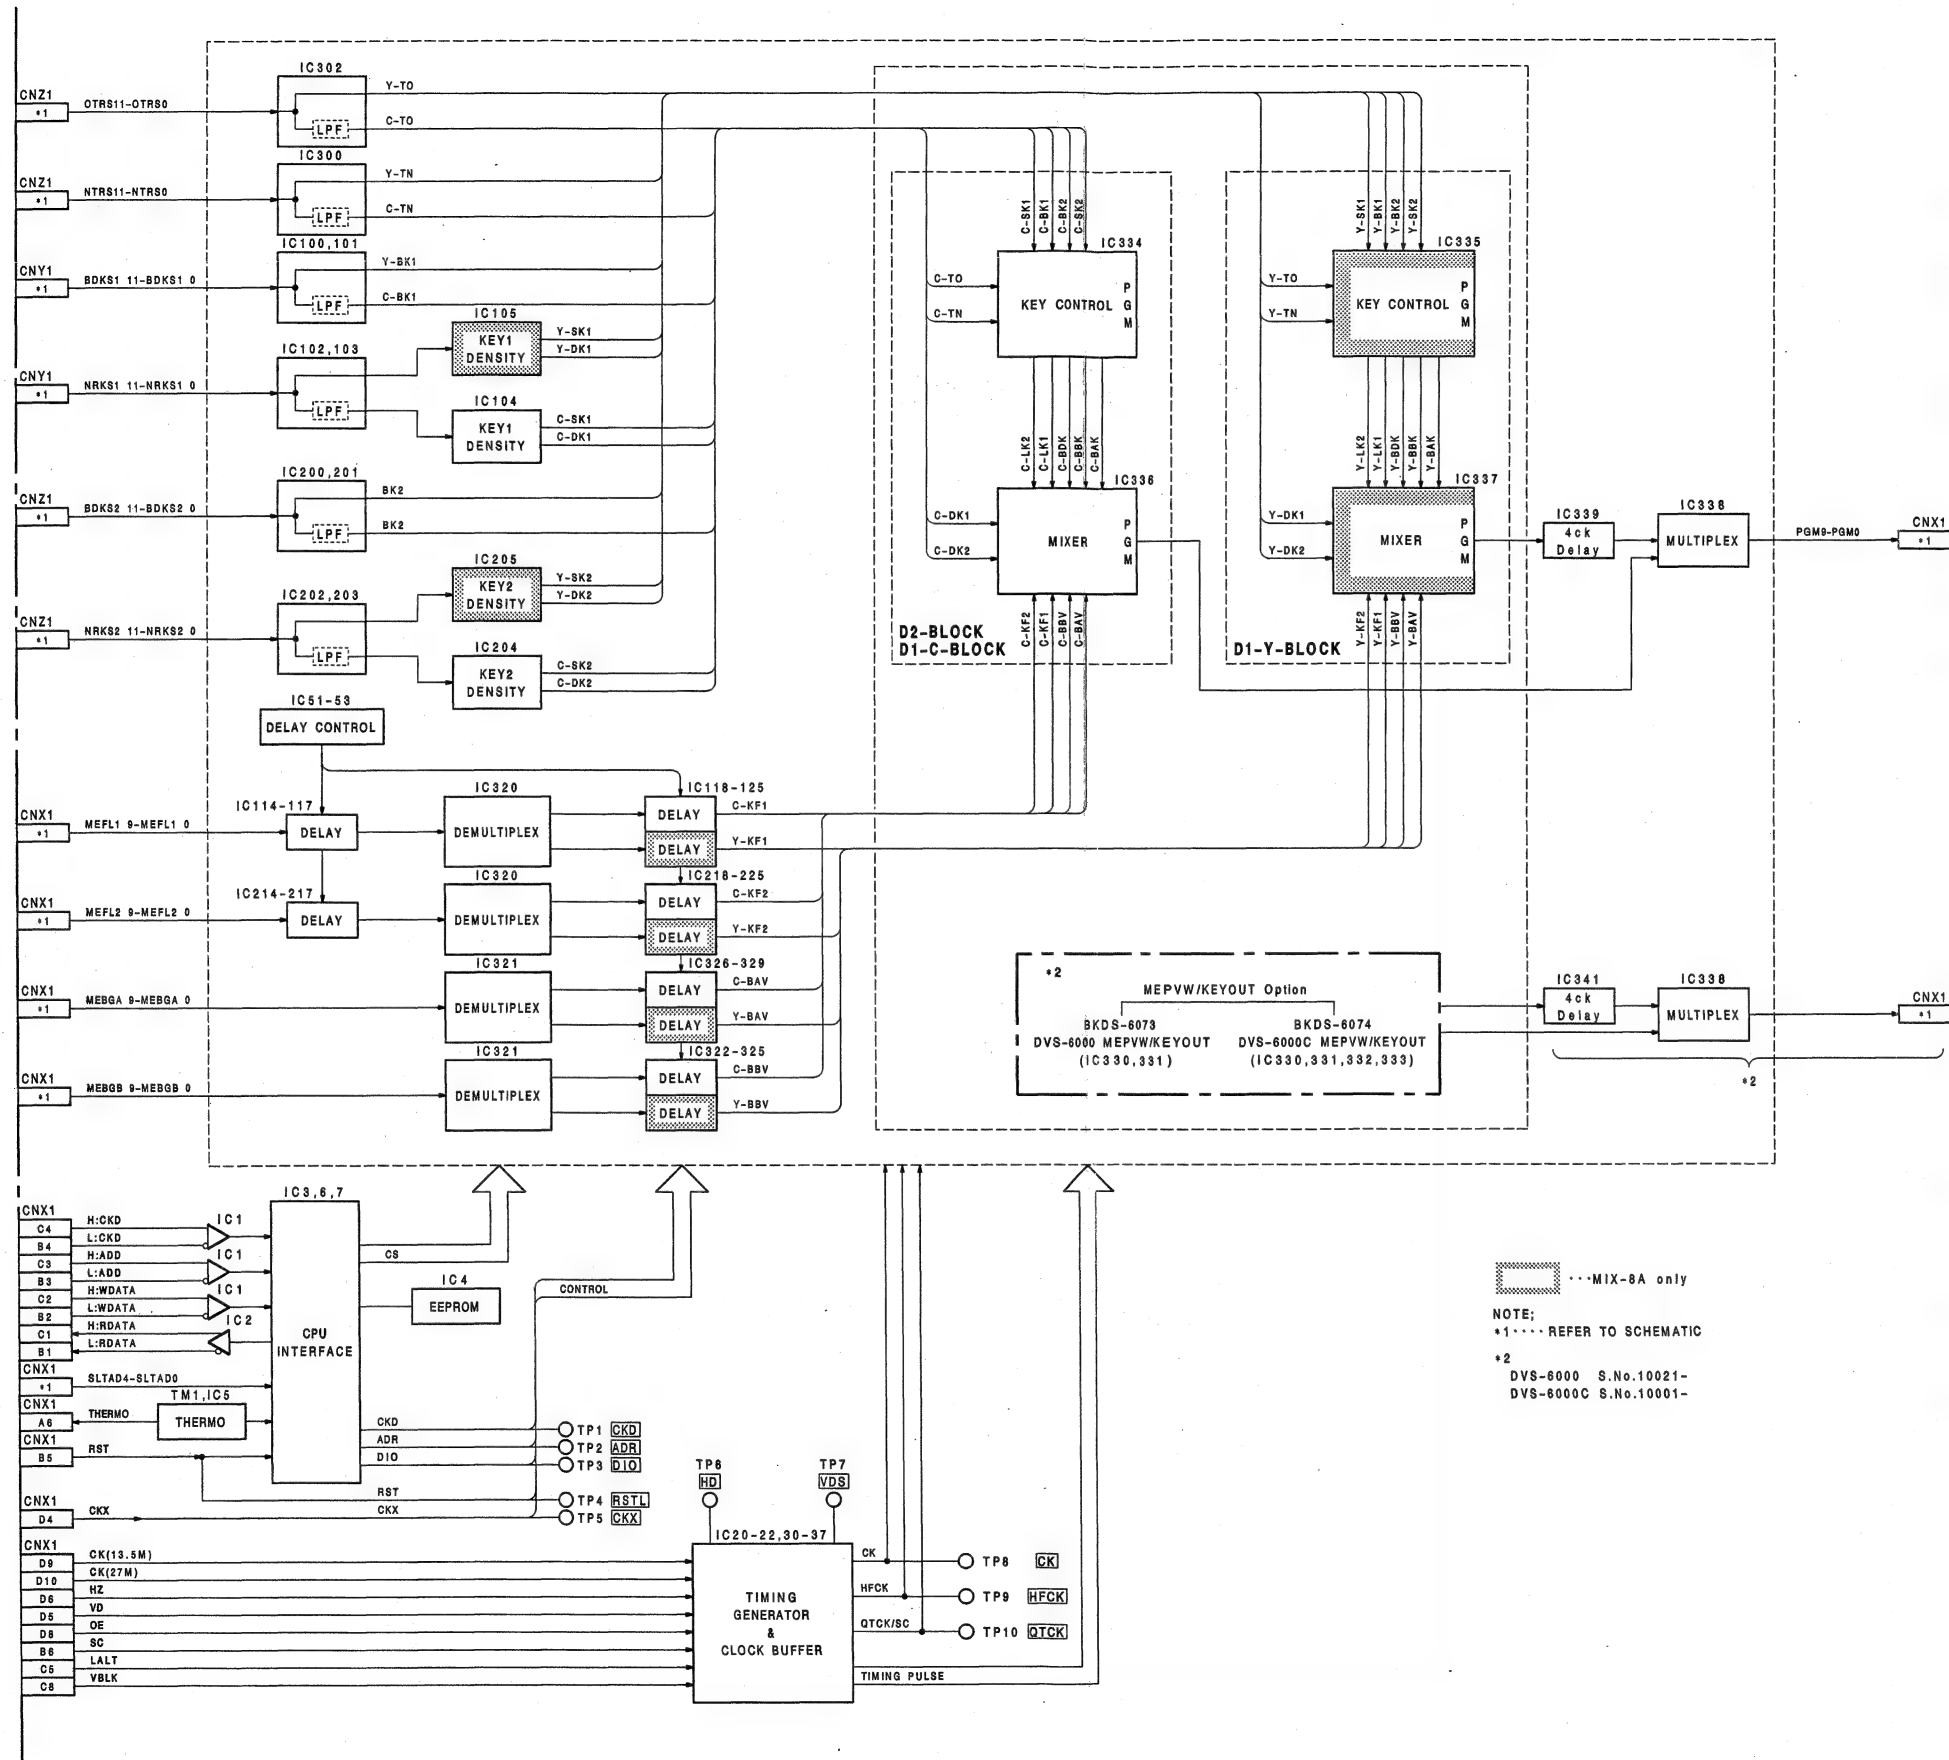 IC302
CNZ1
*1
OTRS11-OTRS0
LPF
Y-TO
C-TO
IC300
CNZ1
*1
NTRS11-NTRS0
LPF
Y-TN
C-TN
IC100,101
CNY1
*1
BDKS1 11-BDKS1 0
LPF
Y-BK1
C-BK1
IC105
KEY1
DENSITY
Y-SK1
Y-DK1
IC102,103
CNY1
*1
NRKS1 11-NRKS1 0
LPF
IC104
KEY1
DENSITY
C-SK1
C-DK1
IC200,201
CNZ1
*1
BDKS2 11-BDKS2 0
LPF
BK2
BK2
IC205
KEY2
DENSITY
Y-SK2
Y-DK2
IC202,203
CNZ1
*1
NRKS2 11-NRKS2 0
LPF
IC204
KEY2
DENSITY
C-SK2
C-DK2
C-SK1
C-BK1
C-BK2
C-SK2
IC334
C-TO
C-TN
KEY CONTROL
P
G
M
C-LK2
C-LK1
C-BDK
C-BBK
C-BAK
IC336
C-DK1
C-DK2
MIXER
P
G
M
C-KF2
C-KF1
C-BBV
C-BAV
D2-BLOCK
D1-C-BLOCK
Y-SK1
Y-BK1
Y-BK2
Y-SK2
IC335
Y-TO
Y-TN
KEY CONTROL
P
G
M
Y-LK2
Y-LK1
Y-BDK
Y-BBK
Y-BAK
IC337
Y-DK1
Y-DK2
MIXER
P
G
M
Y-KF2
Y-KF1
Y-BBV
Y-BAV
D1-Y-BLOCK
IC339
4ck
Delay
IC338
MULTIPLEX
PGM9-PGM0
CNX1
*1
IC51-53
DELAY CONTROL
IC114-117
CNX1
*1
MEFL1 9-MEFL1 0
DELAY
IC320
DEMULTIPLEX
IC118-125
DELAY
DELAY
C-KF1
Y-KF1
IC214-217
CNX1
*1
MEFL2 9-MEFL2 0
DELAY
IC320
DEMULTIPLEX
IC218-225
DELAY
DELAY
C-KF2
Y-KF2
CNX1
*1
MEBGA 9-MEBGA 0
IC321
DEMULTIPLEX
IC326-329
DELAY
DELAY
C-BAV
Y-BAV
CNX1
*1
MEBGB 9-MEBGB 0
IC321
DEMULTIPLEX
IC322-325
DELAY
DELAY
C-BBV
Y-BBV
*2
MEPVW/KEYOUT Option
BKDS-6073
DVS-6000 MEPVW/KEYOUT
(IC330,331)
BKDS-6074
DVS-6000C MEPVW/KEYOUT
(IC330,331,332,333)
IC341
4ck
Delay
IC338
MULTIPLEX
CNX1
*1
*2
CNX1
C4
B4
C3
B3
C2
B2
C1
B1
H:CKD
L:CKD
H:ADD
L:ADD
H:WDATA
L:WDATA
H:RDATA
L:RDATA
IC1
IC1
IC1
IC2
IC3,6,7
CPU
INTERFACE
CS
IC4
EEPROM
CONTROL
CNX1
*1
SLTAD4-SLTAD0
TM1,IC5
CNX1
A6
THERMO
THERMO
CNX1
B5
RST
CKD
ADR
DIO
RST
CKX
TP1 CKD
TP2 ADR
TP3 DIO
TP4 RSTL
TP5 CKX
CNX1
D4
CKX
TP6
HD
TP7
VDS
IC20-22,30-37
CNX1
D9
D10
D6
D5
D8
B6
C5
C8
CK(13.5M)
CK(27M)
HZ
VD
OE
SC
LALT
VBLK
TIMING
GENERATOR
&
CLOCK BUFFER
CK
HFCK
QTCK/SC
TIMING PULSE
TP8 CK
TP9 HFCK
TP10 QTCK
···MIX-8A only
NOTE;
*1···· REFER TO SCHEMATIC
*2
DVS-6000 S.No.10021-
DVS-6000C S.No.10001-